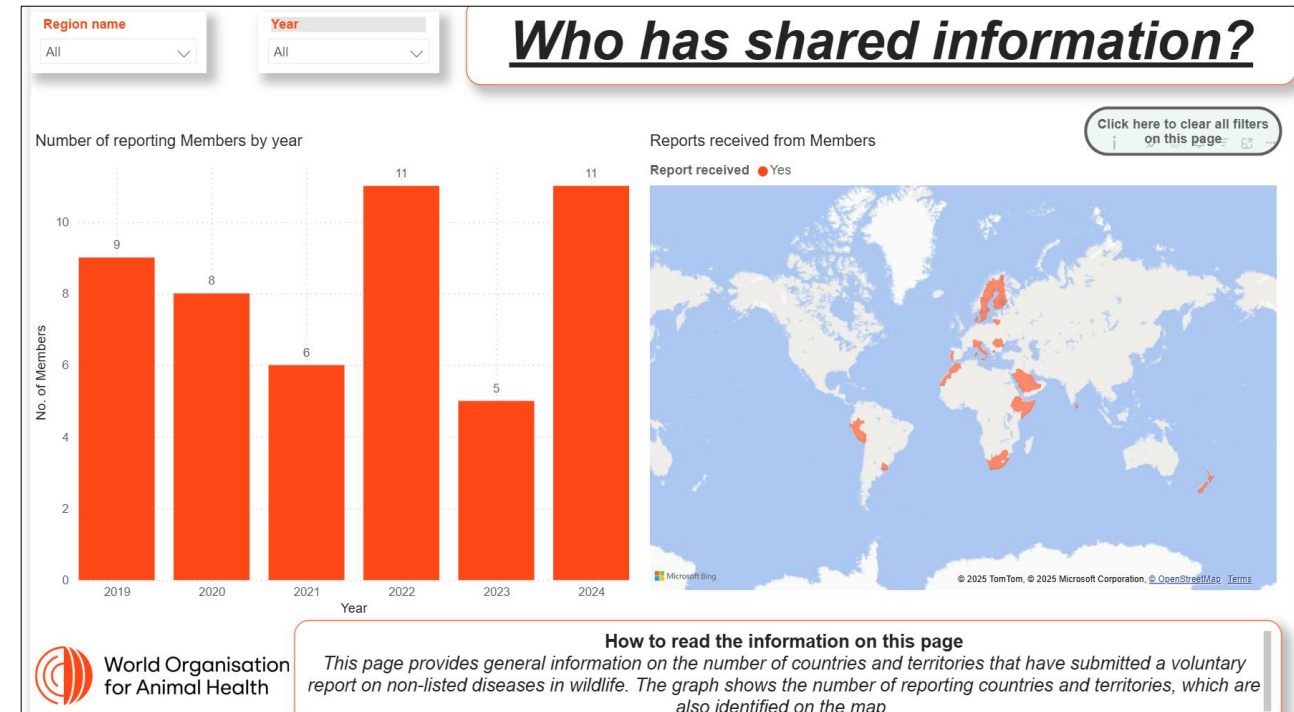 Region name
All
Year
All
Who has shared information?
Click here to clear all filters
on this page
Number of reporting Members by year
Reports received from Members
Report received Yes
No. of Members
10
8
6
4
2
0
9
8
6
11
5
11
2019 2020 2021 2022 2023 2024
Year
Microsoft Bing
© 2025 TomTom, © 2025 Microsoft Corporation, © OpenStreetMap Terms
World Organisation
for Animal Health
How to read the information on this page
This page provides general information on the number of countries and territories that have submitted a voluntary
report on non-listed diseases in wildlife. The graph shows the number of reporting countries and territories, which are
also identified on the map